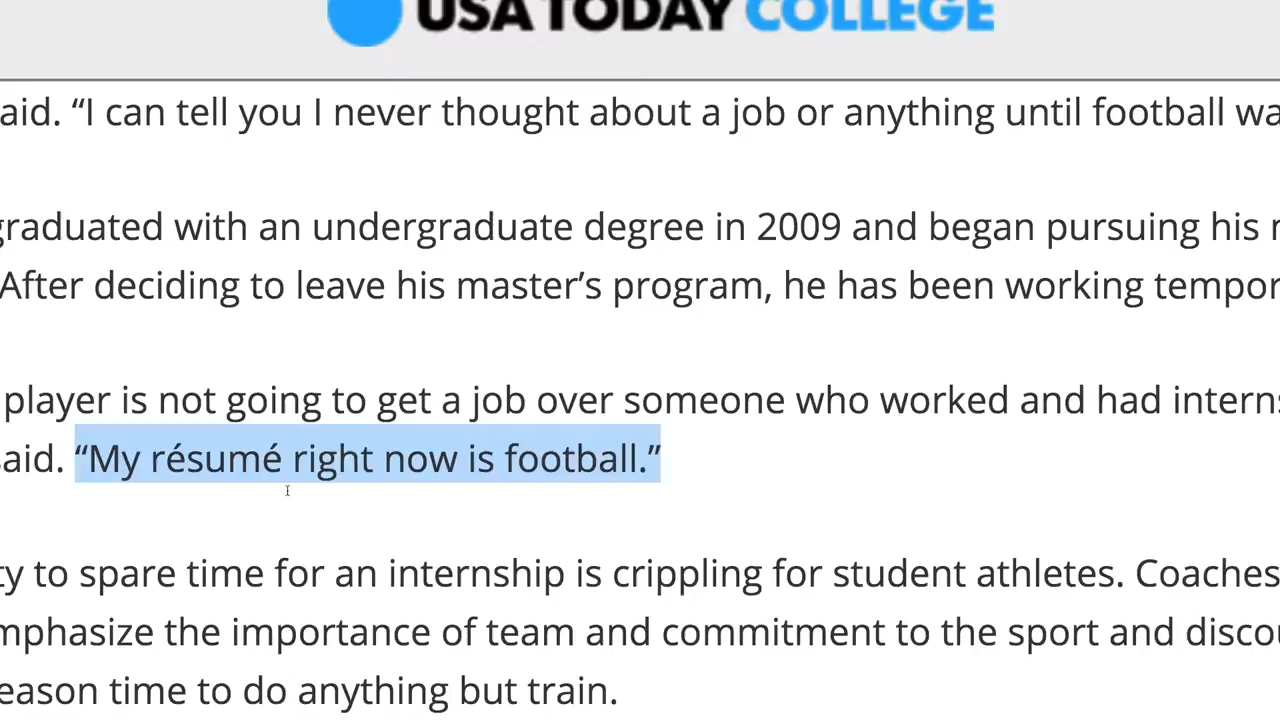 USA TODAY COLLEGE
aid. “I can tell you I never thought about a job or anything until football wa
graduated with an undergraduate degree in 2009 and began pursuing his
After deciding to leave his master’s program, he has been working tempor
player is not going to get a job over someone who worked and had interns
said. “My résumé right now is football.”
ty to spare time for an internship is crippling for student athletes. Coaches
mphasize the importance of team and commitment to the sport and discou
eason time to do anything but train.